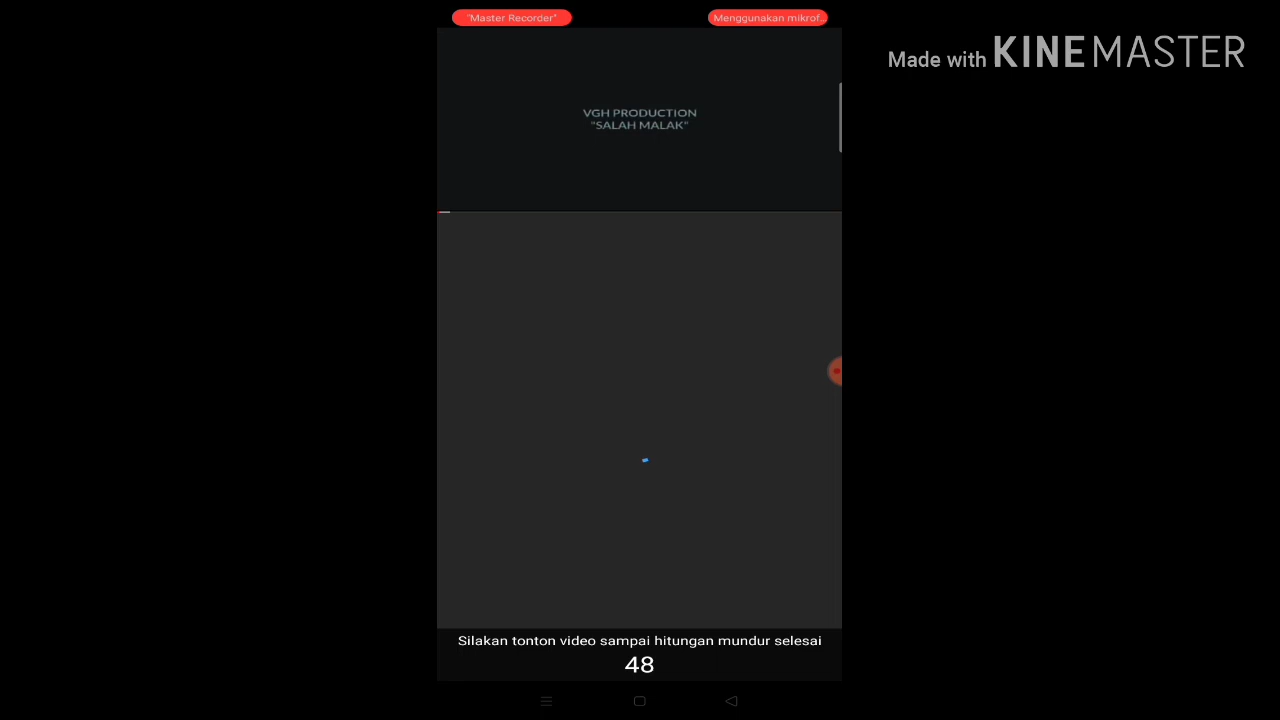 "Master Recorder"
Menggunakan mikrof...
Made with KINEMASTER
VGH PRODUCTION
"SALAH MALAK"
Silakan tonton video sampai hitungan mundur selesai
48